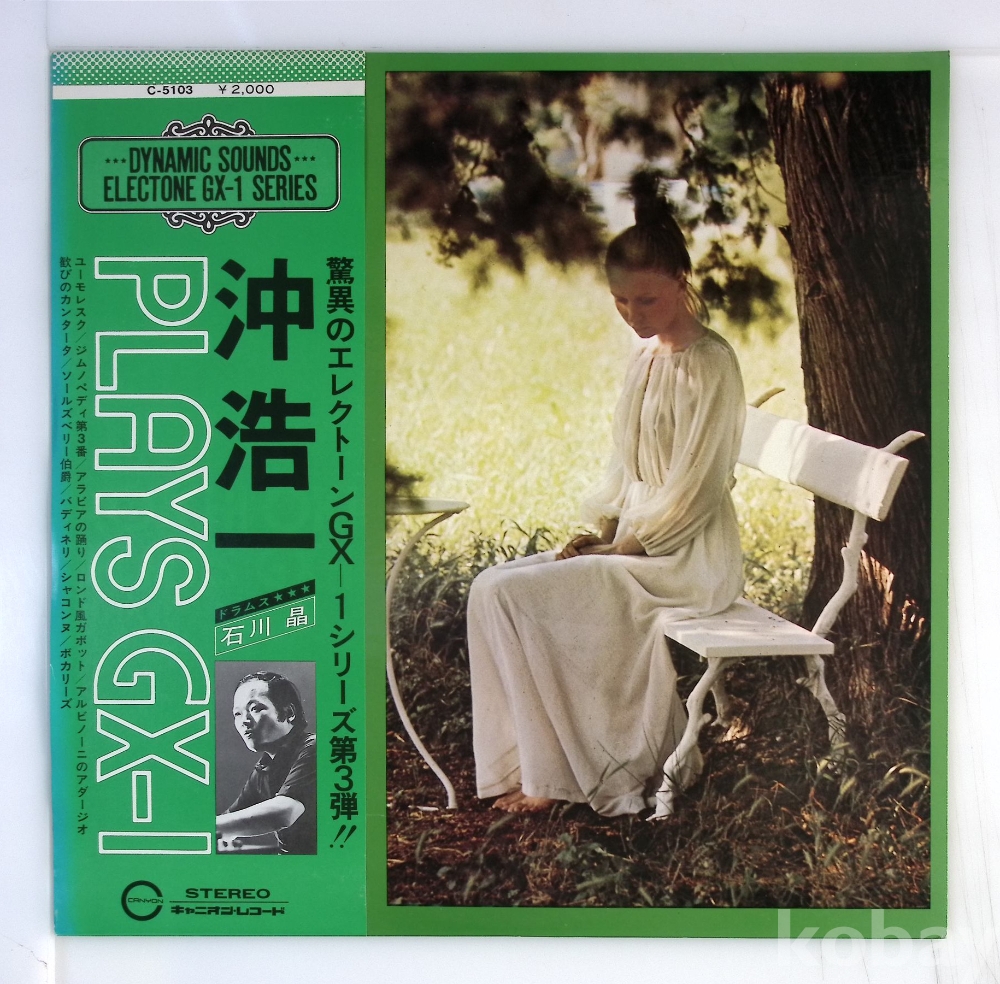 C-5103 ¥2,000
***DYNAMIC SOUNDS***
ELECTONE GX-1 SERIES
驚異のエレクトーンGX-1シリーズ第3弾!!
沖浩一
ドラムス★★★
石川 晶
PLAYS GX-1
ユーモレスク/ジムノペディ第3番/アラビアの踊り/ロンド風ガボット/アルビノーニのアダージオ
歓びのカンタータ/ソールズベリー伯爵/バディネリ/シャコンヌ/ボカリーズ
CANYON
STEREO
キャニオン・レコード